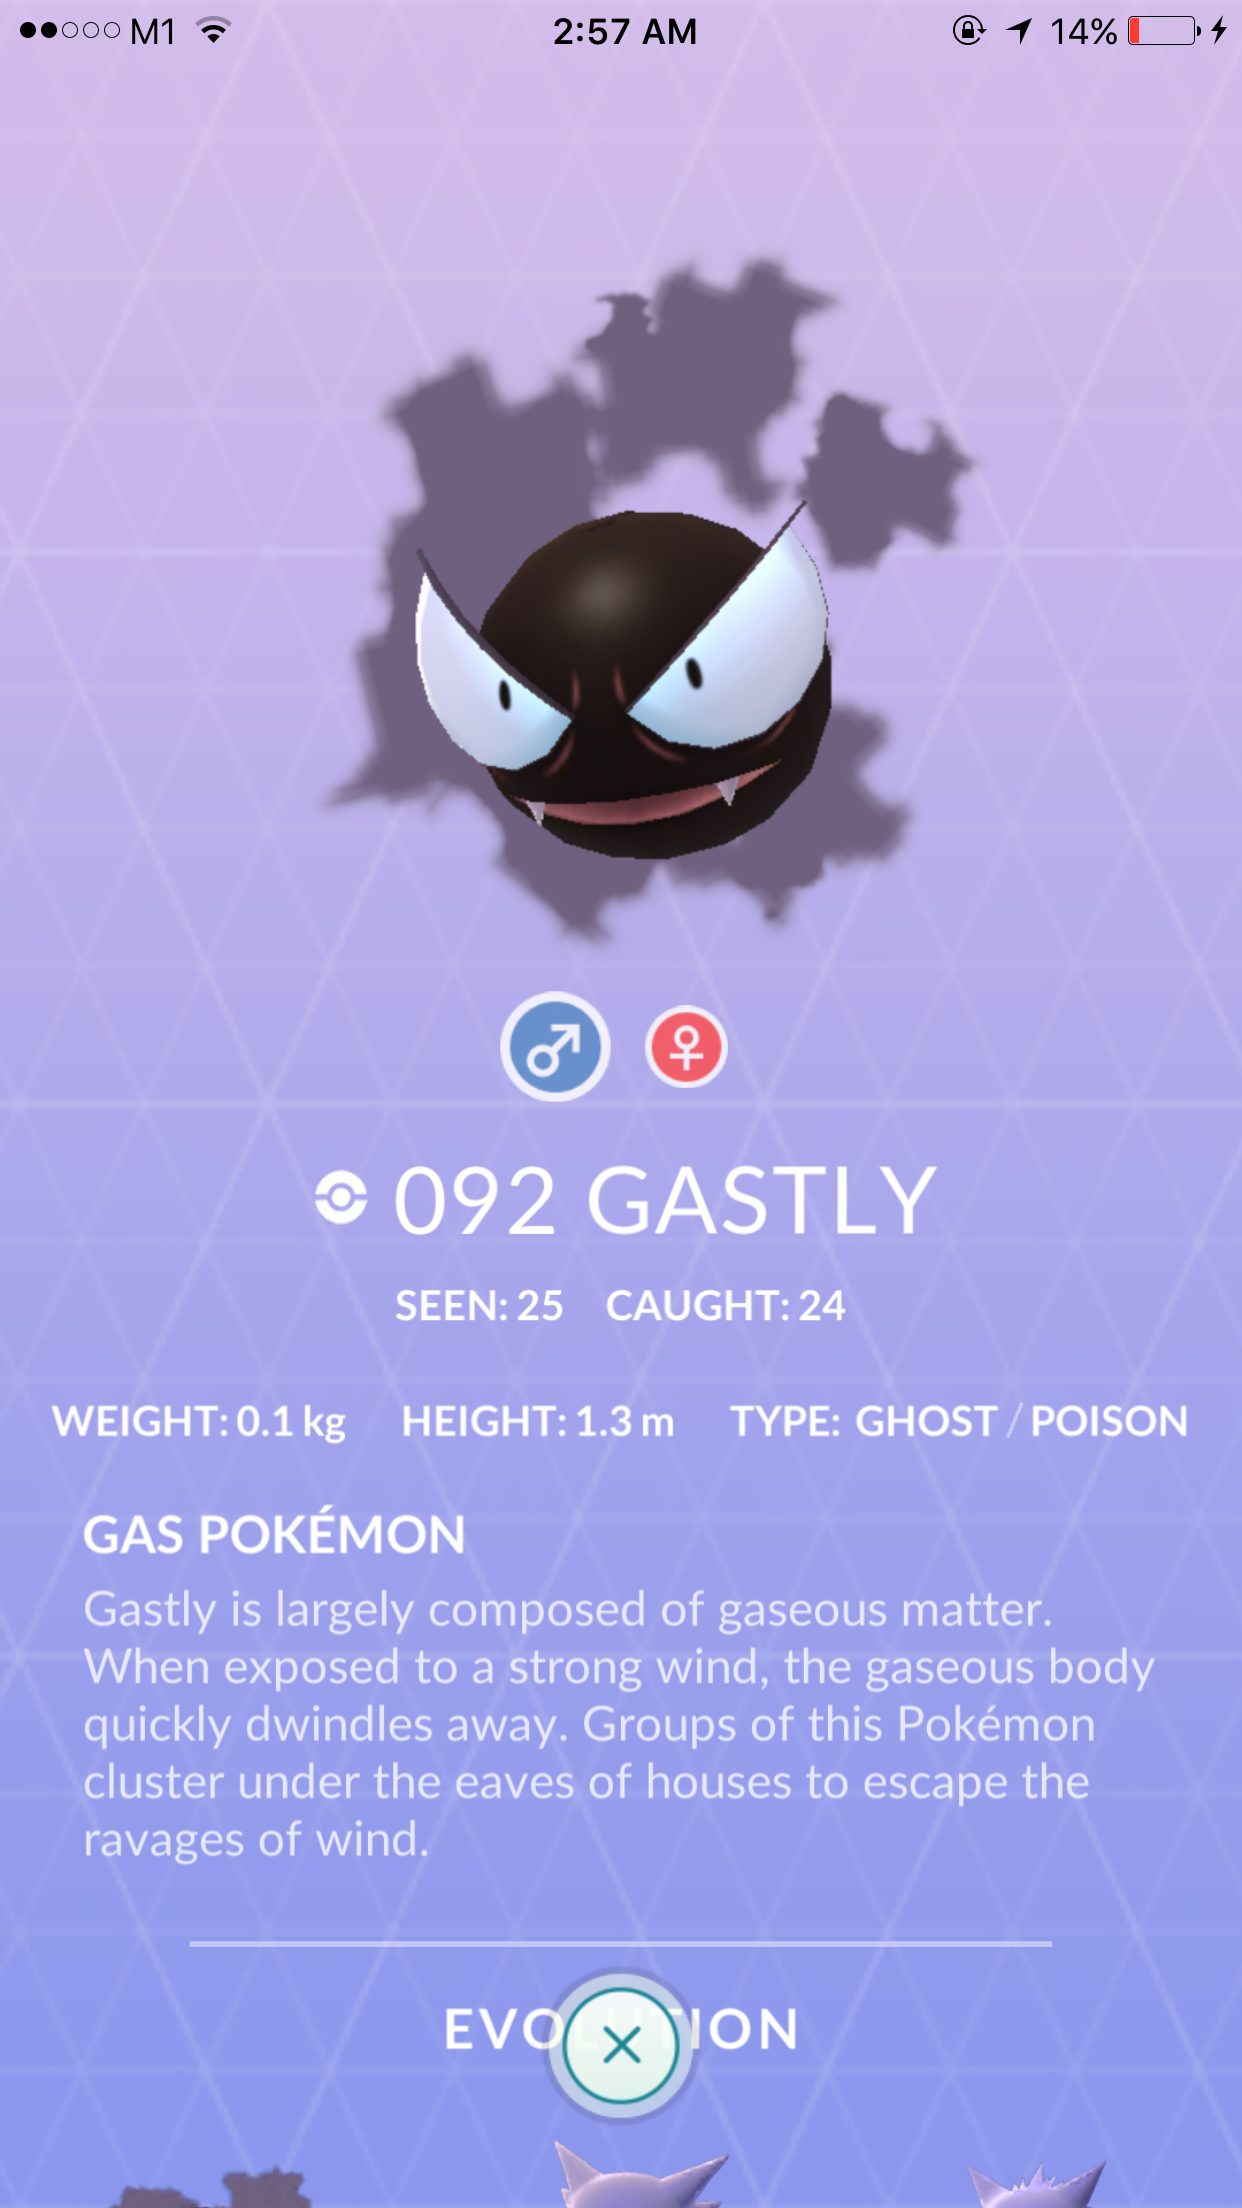 M1 2:57 AM 14%
092 GASTLY
SEEN: 25 CAUGHT: 24
WEIGHT: 0.1 kg HEIGHT: 1.3 m TYPE: GHOST / POISON
GAS POKÉMON
Gastly is largely composed of gaseous matter.
When exposed to a strong wind, the gaseous body
quickly dwindles away. Groups of this Pokémon
cluster under the eaves of houses to escape the
ravages of wind.
EVOLUTION